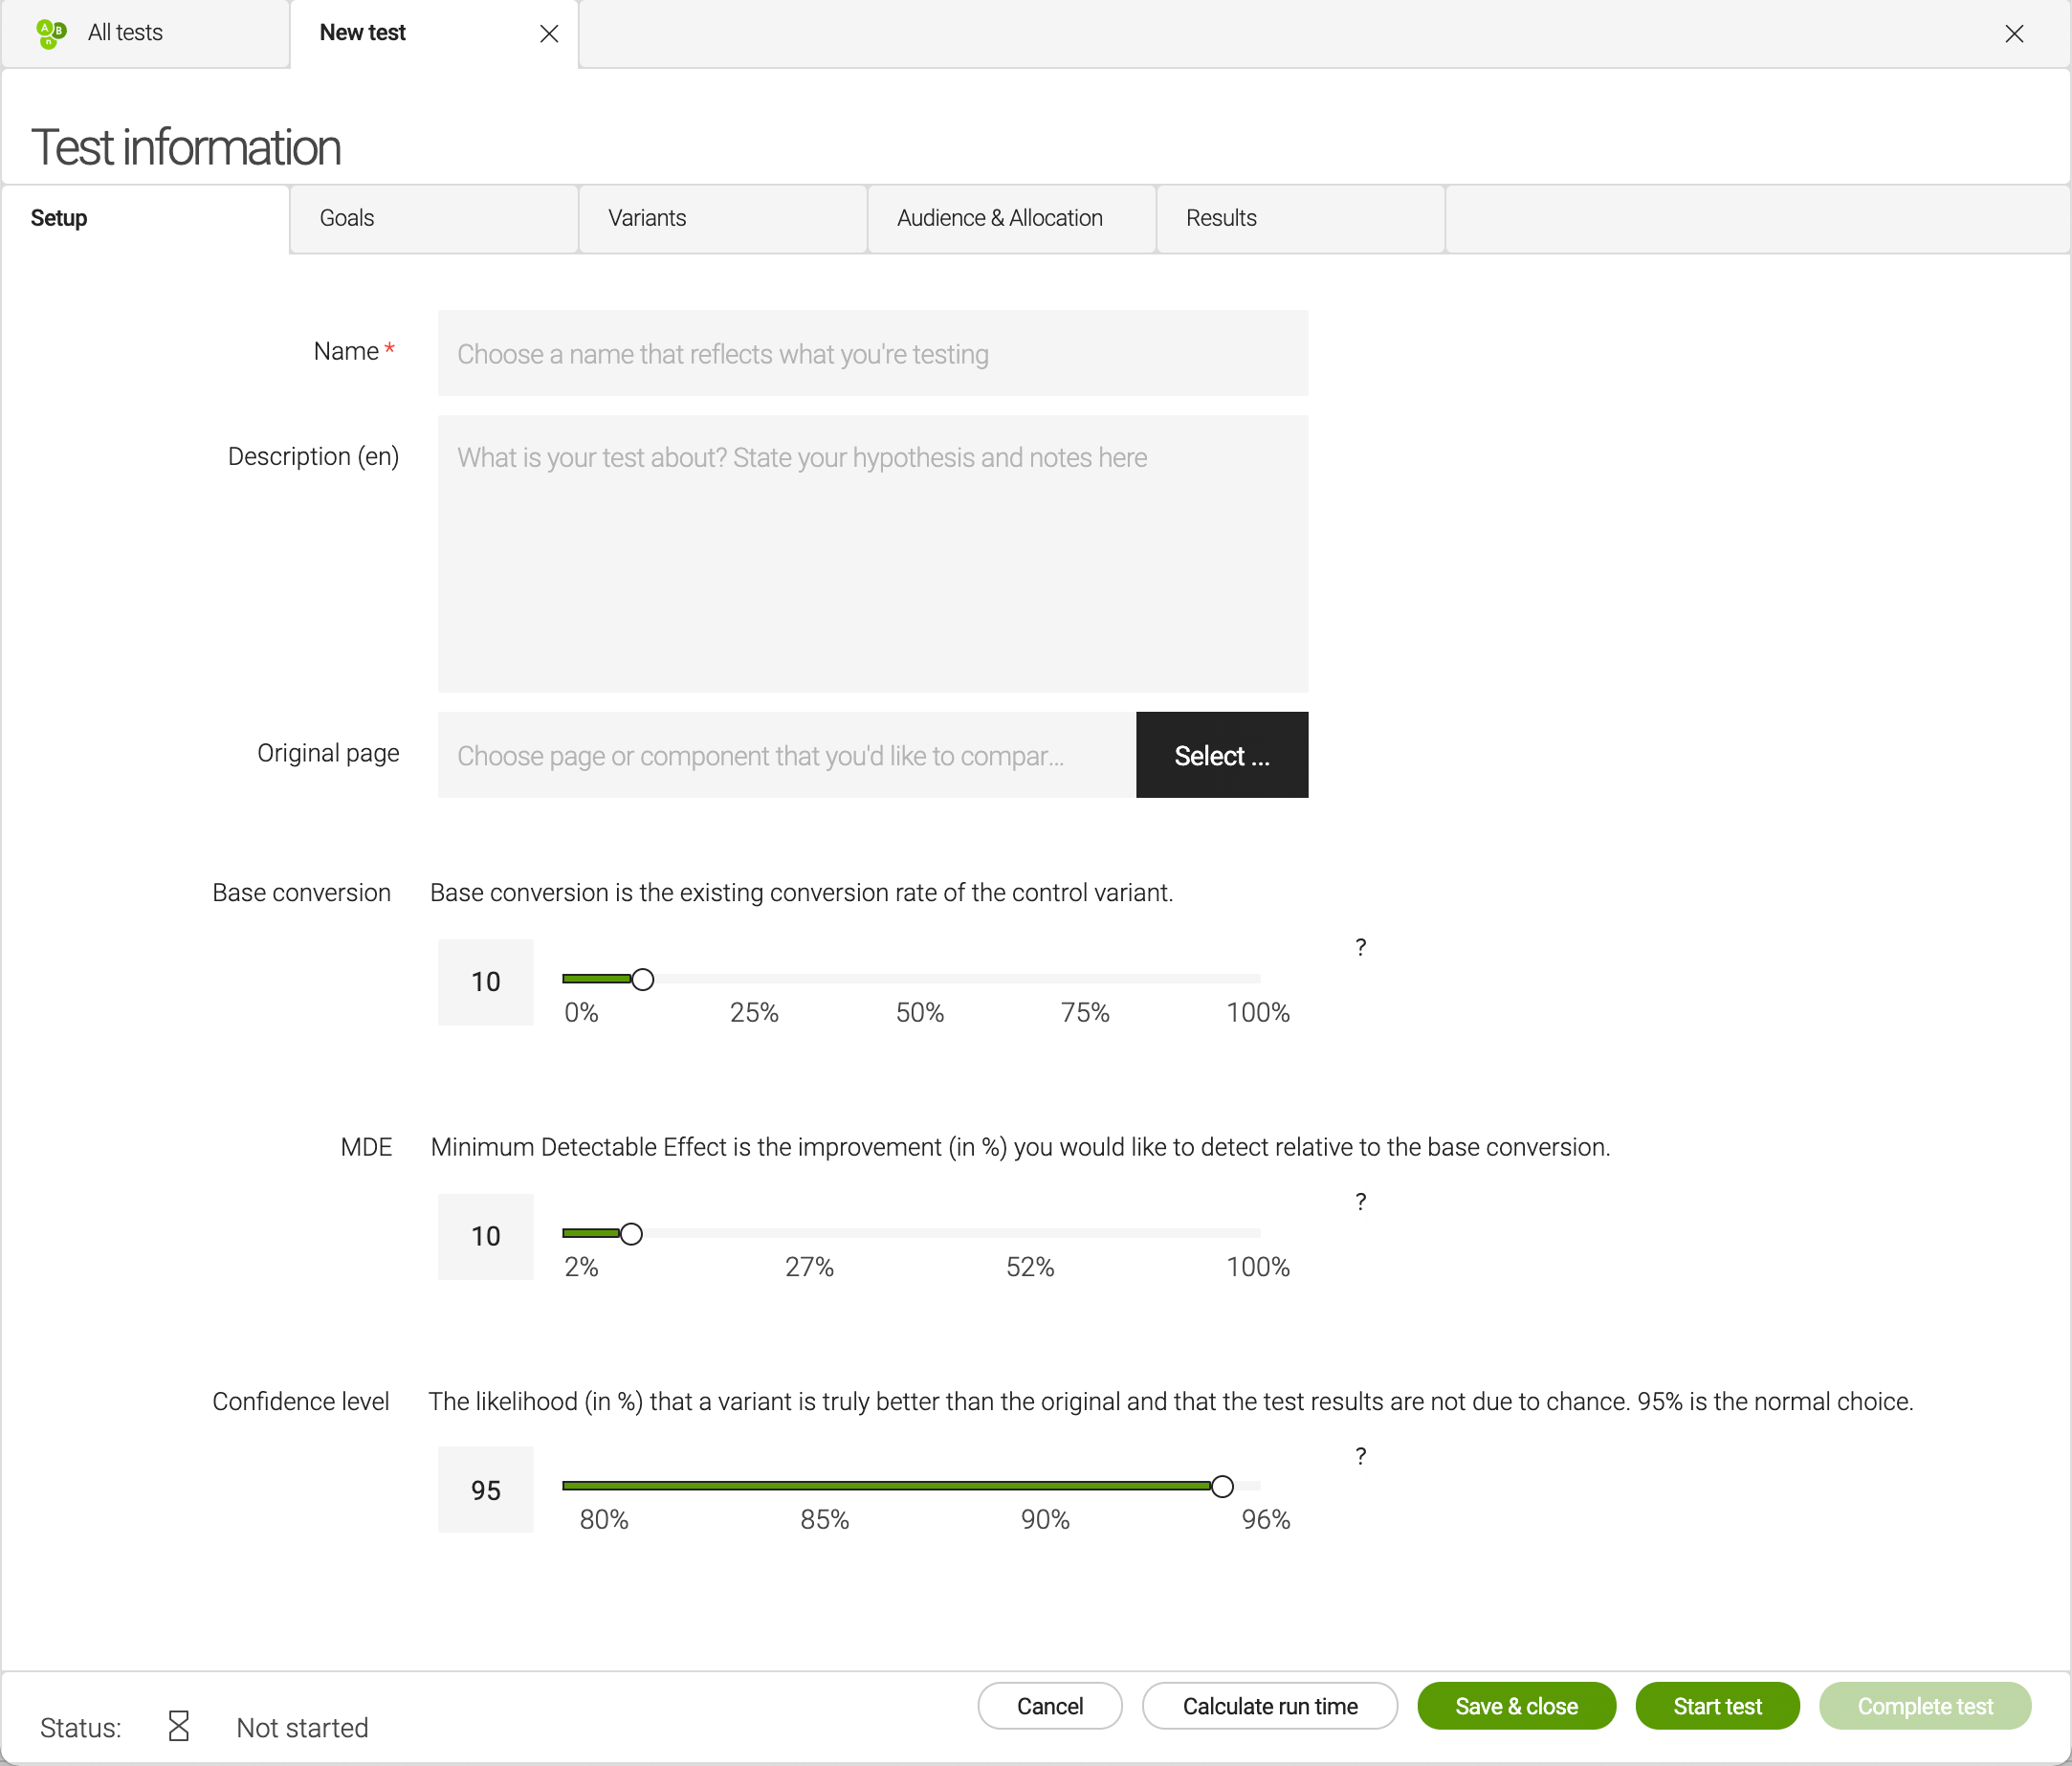 A B n All tests New test
Test information
Setup Goals Variants Audience & Allocation Results
Name * Choose a name that reflects what you're testing
Description (en) What is your test about? State your hypothesis and notes here
Original page Choose page or component that you'd like to compar... Select ...
Base conversion Base conversion is the existing conversion rate of the control variant.
?
10
0% 25% 50% 75% 100%
MDE Minimum Detectable Effect is the improvement (in %) you would like to detect relative to the base conversion.
?
10
2% 27% 52% 100%
Confidence level The likelihood (in %) that a variant is truly better than the original and that the test results are not due to chance. 95% is the normal choice.
?
95
80% 85% 90% 96%
Status: Not started Cancel Calculate run time Save & close Start test Complete test